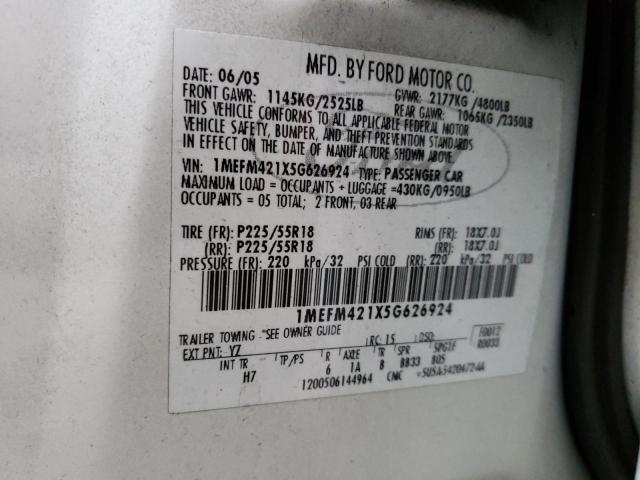 MFD. BY FORD MOTOR CO.
DATE: 06/05 GVWR: 2177KG /4800LB
FRONT GAWR: 1145KG/2525LB REAR GAWR: 1066KG /2350LB
THIS VEHICLE CONFORMS TO ALL APPLICABLE FEDERAL MOTOR
VEHICLE SAFETY, BUMPER, AND THEFT PREVENTION STANDARDS
IN EFFECT ON THE DATE OF MANUFACTURE SHOWN ABOVE.
VIN: 1MEFM421X5G626924 TYPE: PASSENGER CAR
MAXIMUM LOAD = OCCUPANTS + LUGGAGE =430KG/0950LB
OCCUPANTS = 05 TOTAL; 2 FRONT, 03 REAR
TIRE (FR): P225/55R18 RIMS (FR): 18X7.0J
(RR): P225/55R18 (RR): 18X7.0J
PRESSURE (FR): 220 kPa/32 PSI COLD (RR): 220 kPa/32 PSI COLD
1MEFM421X5G626924
TRAILER TOWING -"SEE OWNER GUIDE
EXT PNT: YZ RC: 15 DSO:
INT TR TP/PS R AXLE TR SPR
H7 6 1A B BB33 B05
1200506144964 CNC